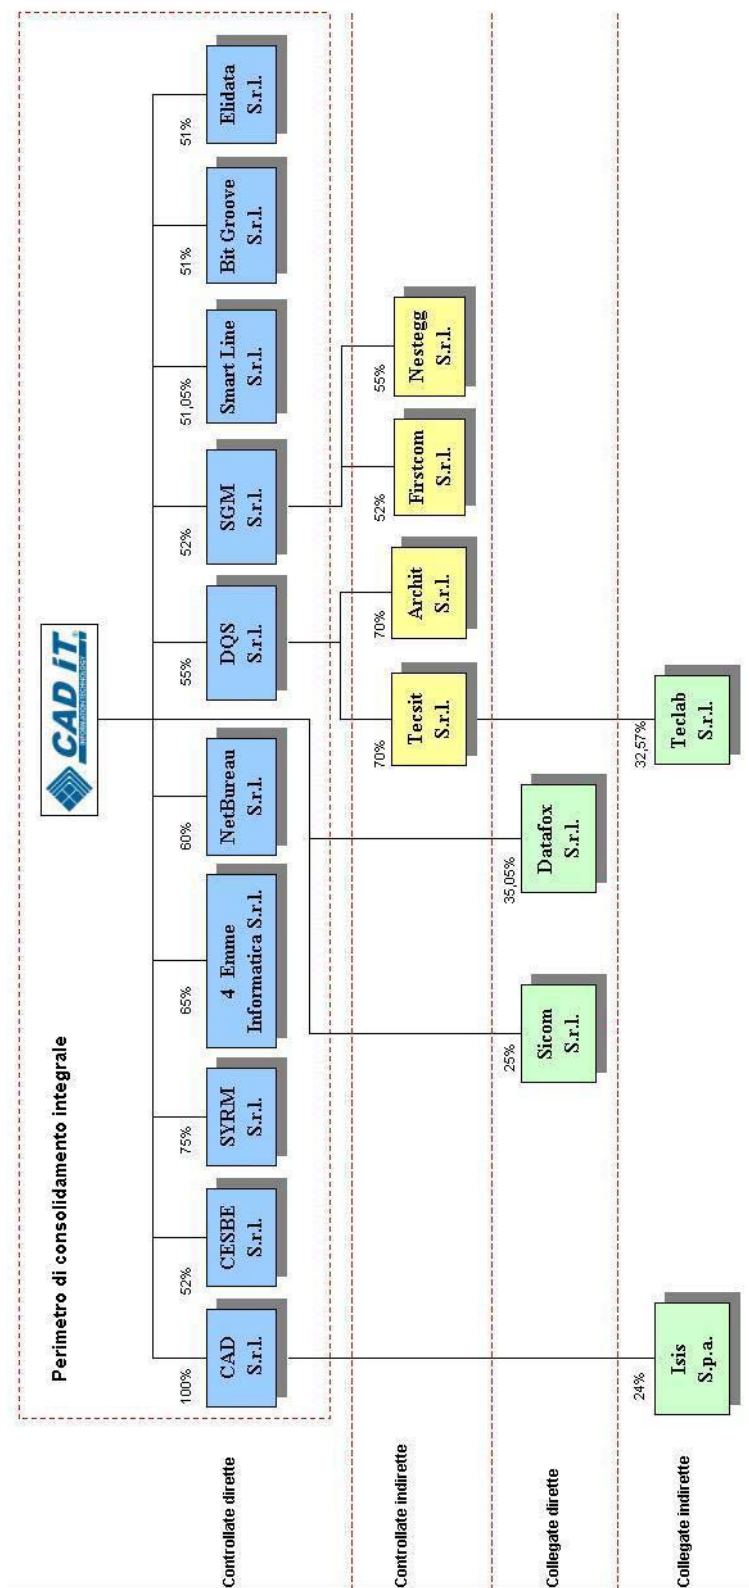 CAD iT®
INFORMATION TECHNOLOGY
Perimetro di consolidamento integrale
Controllate dirette
100%
CAD
S.r.l.
52%
CESBE
S.r.l.
75%
SYRM
S.r.l.
65%
4 Emme
Informatica S.r.l.
60%
NetBureau
S.r.l.
55%
DQS
S.r.l.
52%
SGM
S.r.l.
51,05%
Smart Line
S.r.l.
51%
Bit Groove
S.r.l.
51%
Elidata
S.r.l.
Controllate indirette
70%
Tecsit
S.r.l.
70%
Archit
S.r.l.
52%
Firstcom
S.r.l.
55%
Nestegg
S.r.l.
Collegate dirette
25%
Sicom
S.r.l.
35,05%
Datafox
S.r.l.
Collegate indirette
24%
Isis
S.p.a.
32,57%
Teclab
S.r.l.